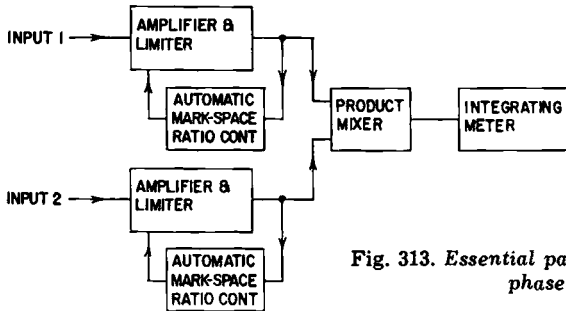 INPUT 1
AMPLIFIER &
LIMITER
AUTOMATIC
MARK-SPACE
RATIO CONT
PRODUCT
MIXER
INTEGRATING
METER
INPUT 2
AMPLIFIER &
LIMITER
AUTOMATIC
MARK-SPACE
RATIO CONT
Fig. 313. Essential pa
phase